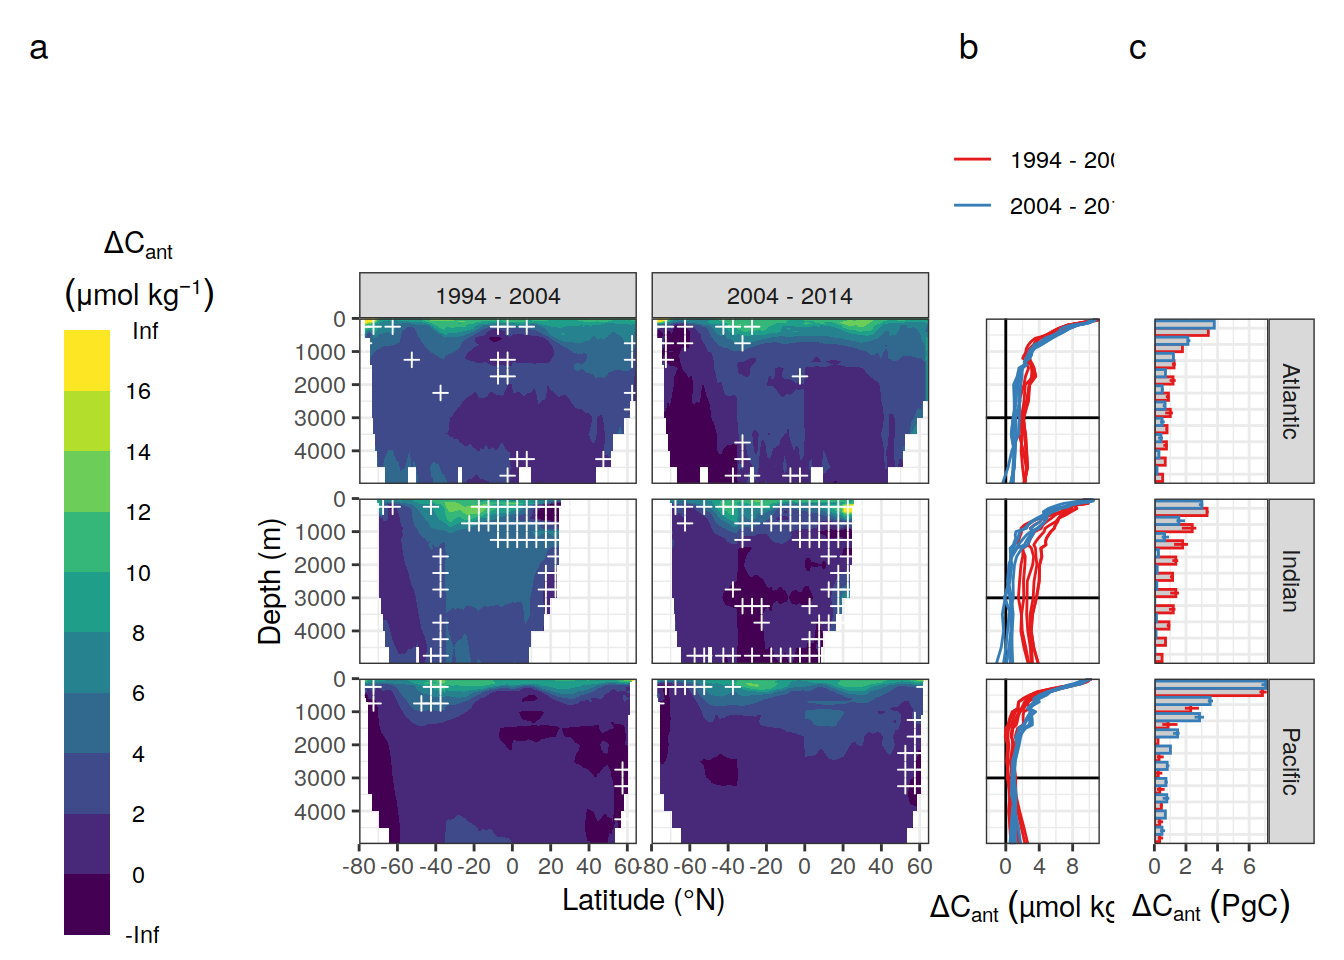 a
b
c
1994 - 200
2004 - 201
ΔCant
(μmol kg⁻¹)
Inf
16
14
12
10
8
6
4
2
0
-Inf
1994 - 2004
2004 - 2014
0
1000
2000
3000
4000
Atlantic
0
1000
2000
3000
4000
Indian
0
1000
2000
3000
4000
Pacific
Depth (m)
-80 -60 -40 -20 0 20 40 60
-80 -60 -40 -20 0 20 40 60
0 4 8
0 2 4 6
Latitude (°N)
ΔCant (μmol kg
ΔCant (PgC)